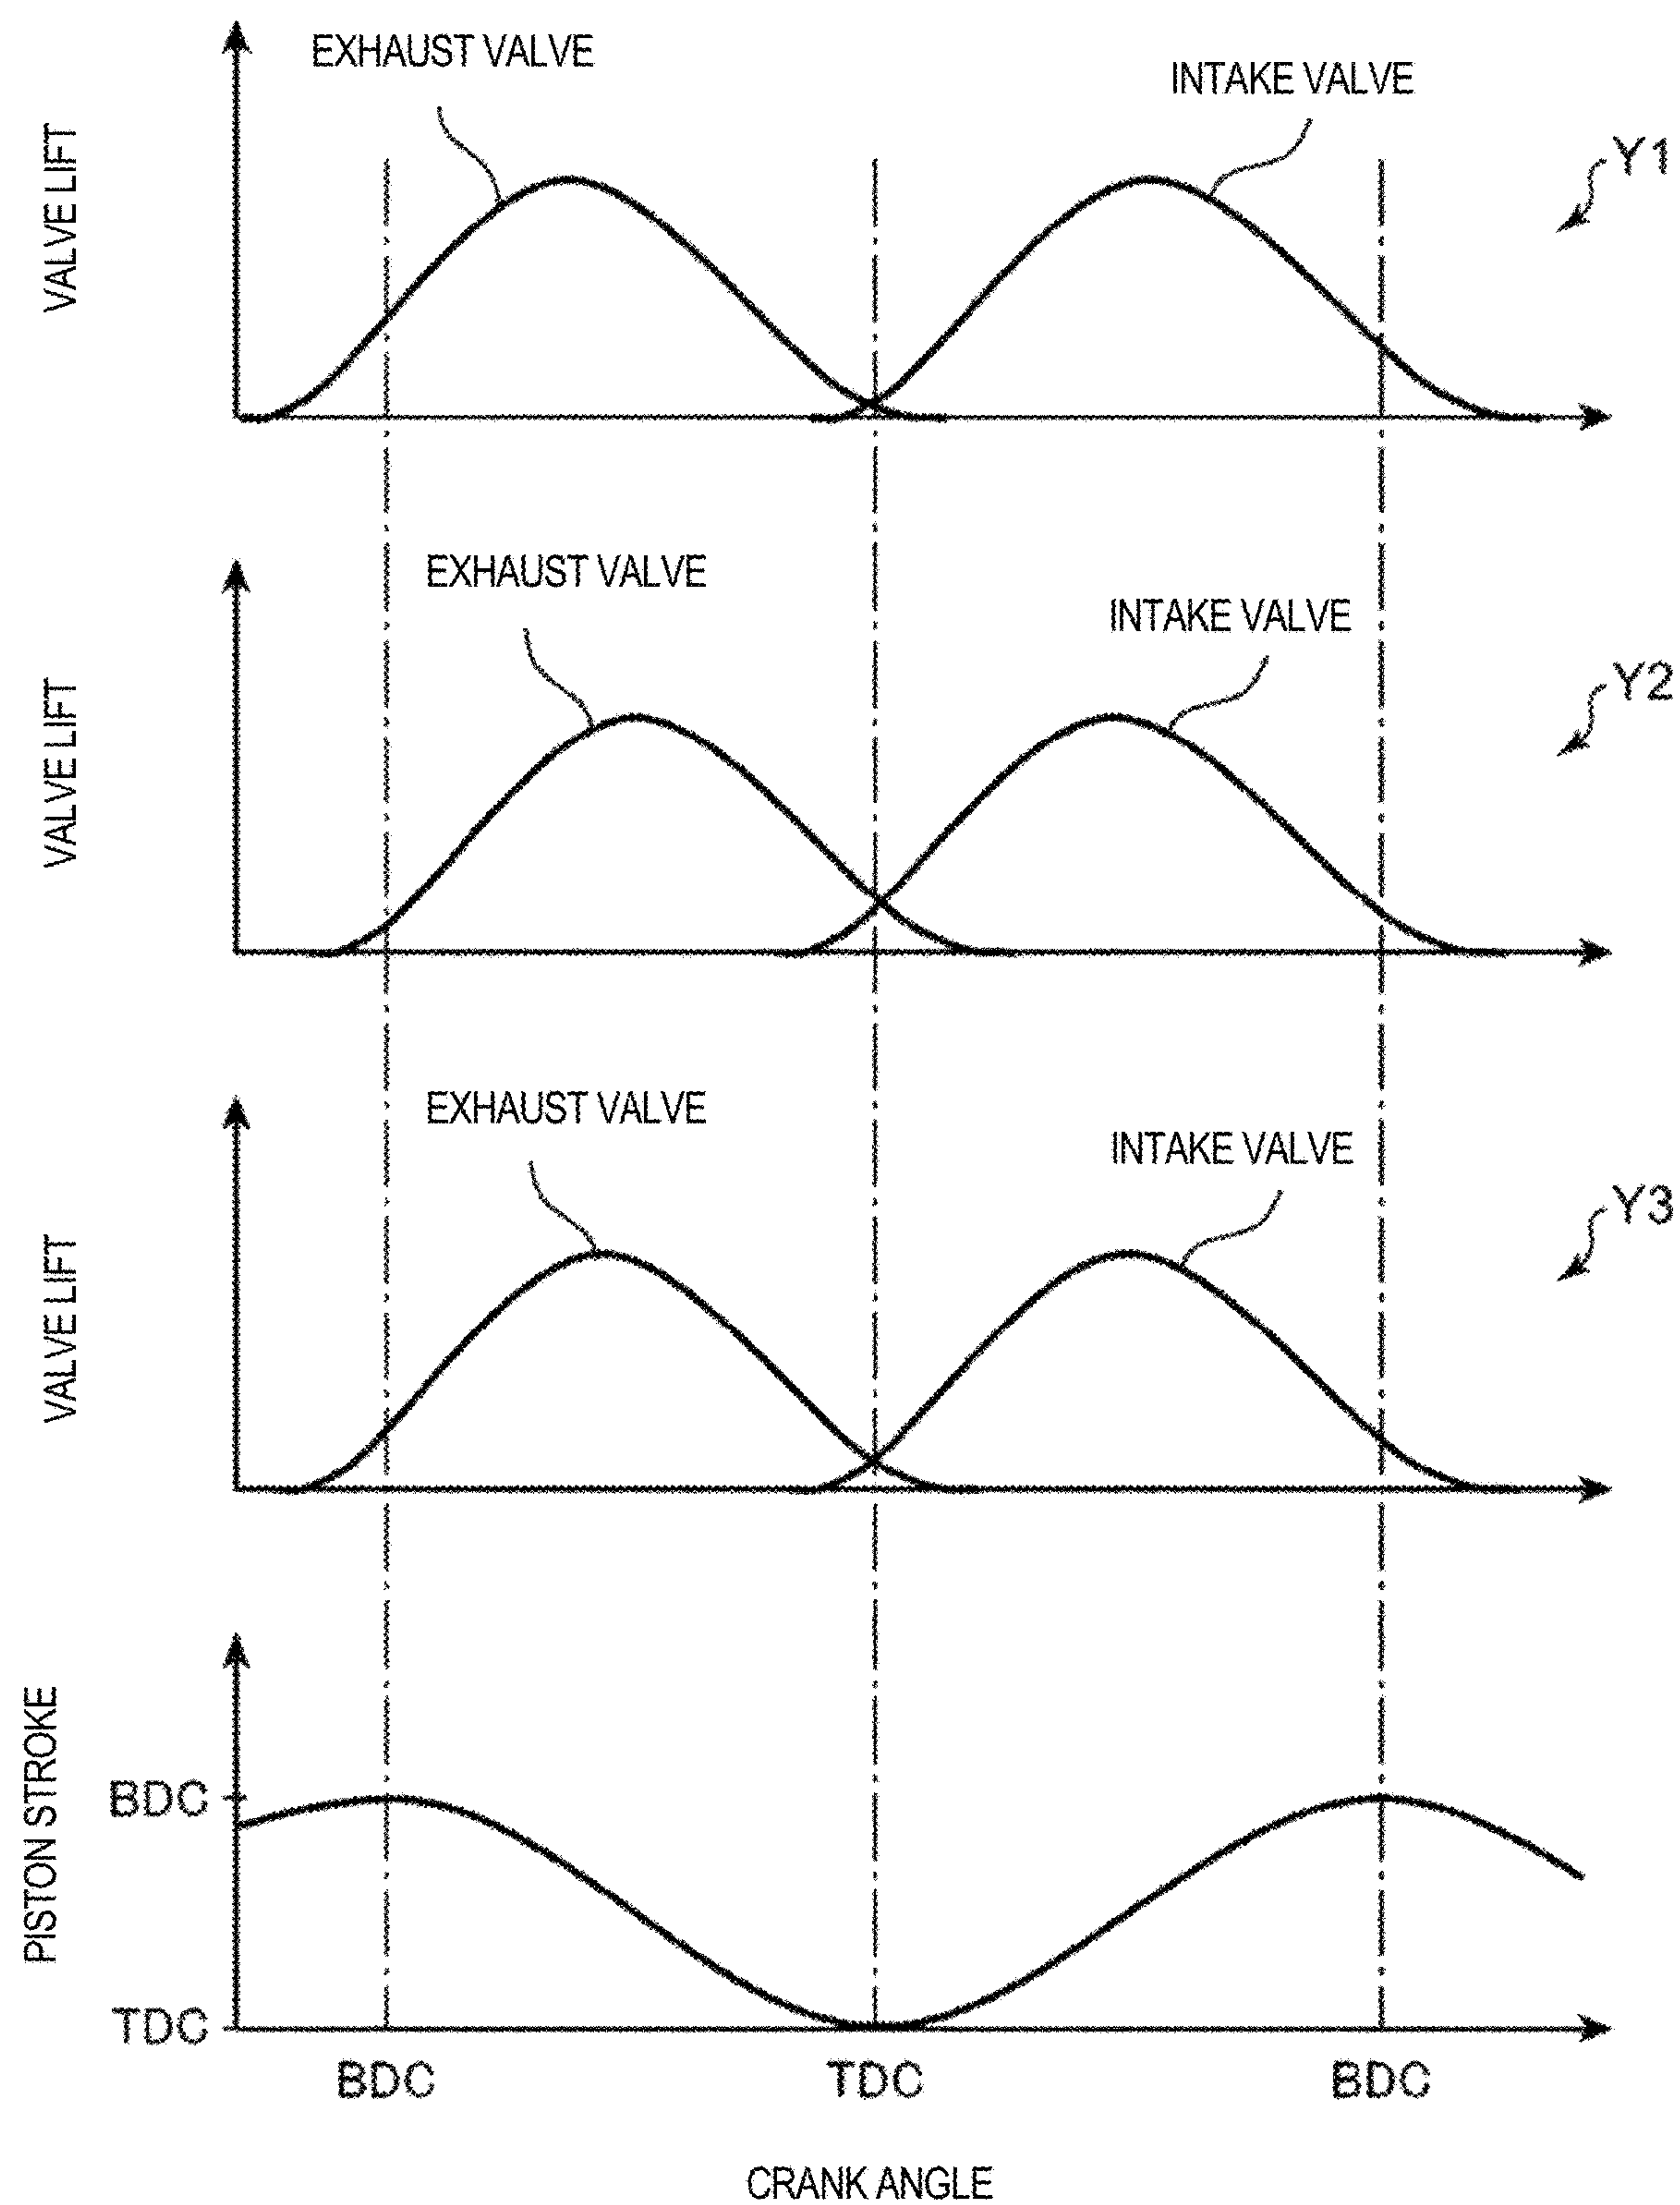 EXHAUST VALVE
INTAKE VALVE
VALVE LIFT
Y1
EXHAUST VALVE
INTAKE VALVE
VALVE LIFT
Y2
EXHAUST VALVE
INTAKE VALVE
VALVE LIFT
Y3
PISTON STROKE
BDC
TDC
BDC
TDC
BDC
CRANK ANGLE